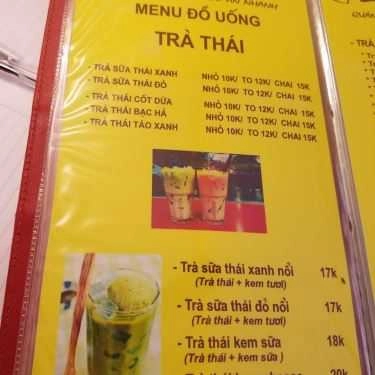 MENU ĐỒ UỐNG
TRÀ THÁI
- TRÀ SỮA THÁI XANH NHỎ 10K/ TO 12K/ CHAI 15K
- TRÀ SỮA THÁI ĐỎ NHỎ 10K/ TO 12K/ CHAI 15K
- TRÀ THÁI CỐT DỪA NHỎ 10K/ TO 12K/ CHAI 15K
- TRÀ THÁI BẠC HÀ NHỎ 10K/ TO 12K/ CHAI 15K
- TRÀ THÁI TÁO XANH NHỎ 10K/ TO 12K/ CHAI 15K
- Trà sữa thái xanh nổi 17k
(Trà thái + kem tươi)
- Trà sữa thái đỏ nổi 17k
(Trà thái + kem tươi)
- Trà thái kem sữa 18k
(Trà thái + kem sữa )